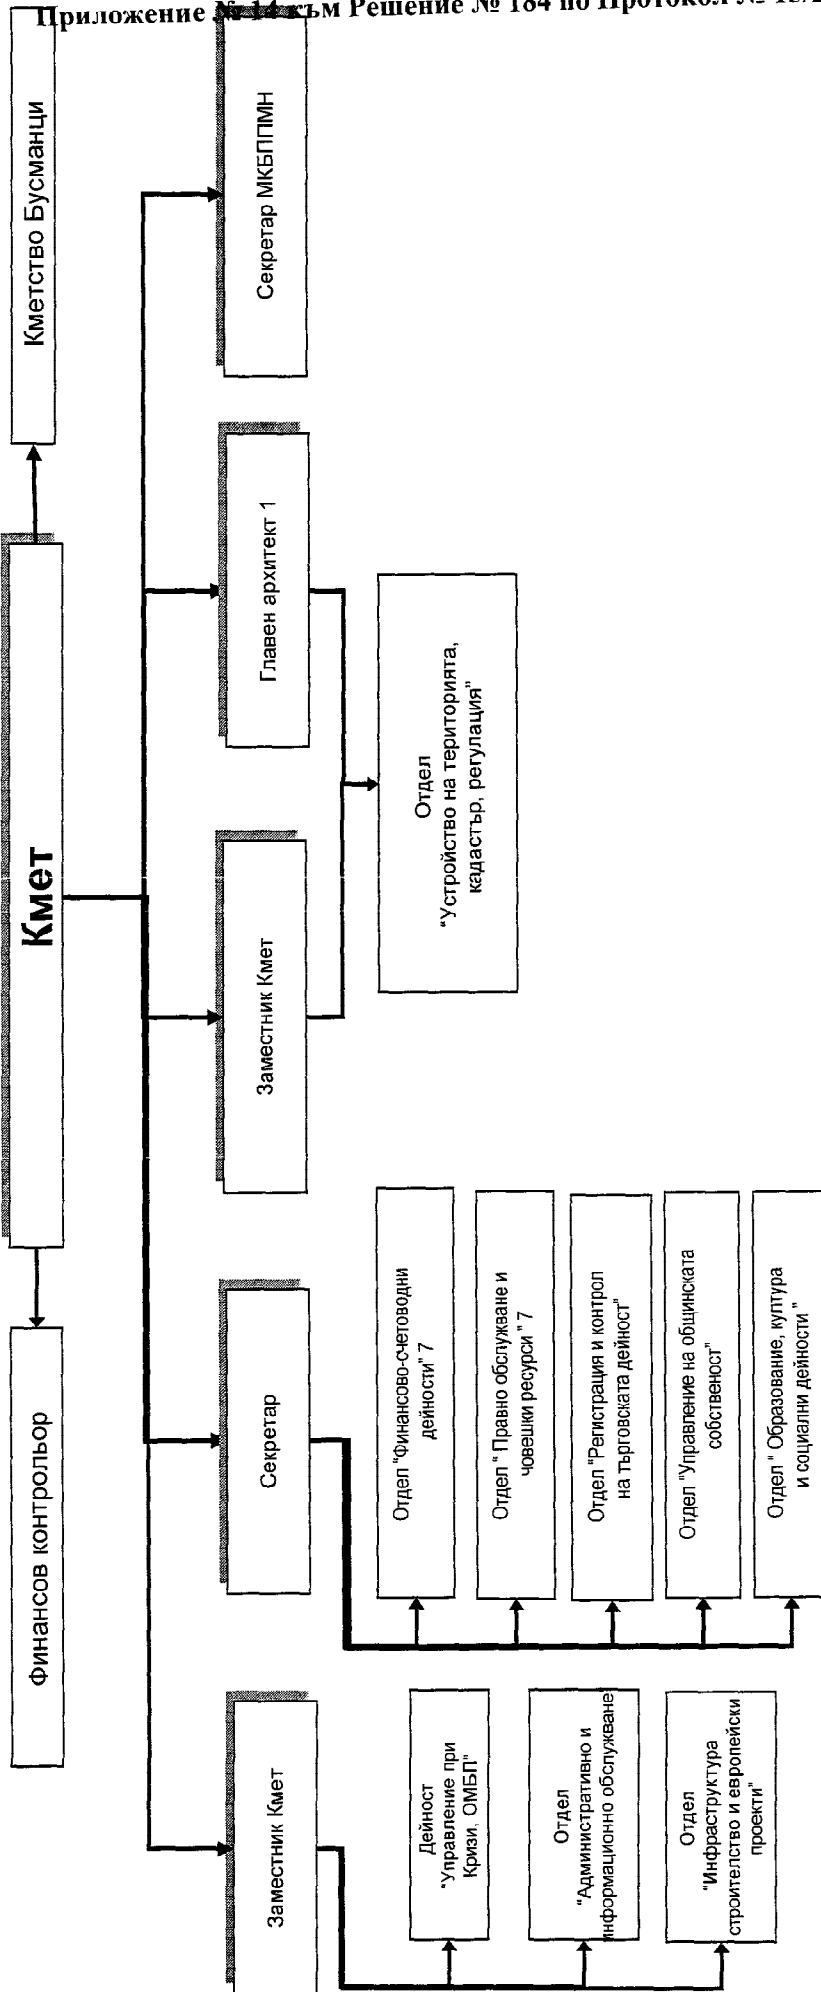 Приложение № 14 към Решение № 184 по Протокол №
Финансов контрольор
Кмет
Кметство Бусманци
Заместник Кмет
Секретар
Заместник Кмет
Главен архитект 1
Секретар МКБППМН
Дейност
"Управление при
Кризи, ОМБП"
Отдел
"Административно и
информационно обслужване
Отдел
"Инфраструктура
строителство и европейски
проекти"
Отдел "Финансово-счетоводни
дейности" 7
Отдел " Правно обслужване и
човешки ресурси " 7
Отдел "Регистрация и контрол
на търговската дейност"
Отдел "Управление на общинската
собственост"
Отдел " Образование, култура
и социални дейности "
Отдел
"Устройство на територията,
кадастър, регулация"